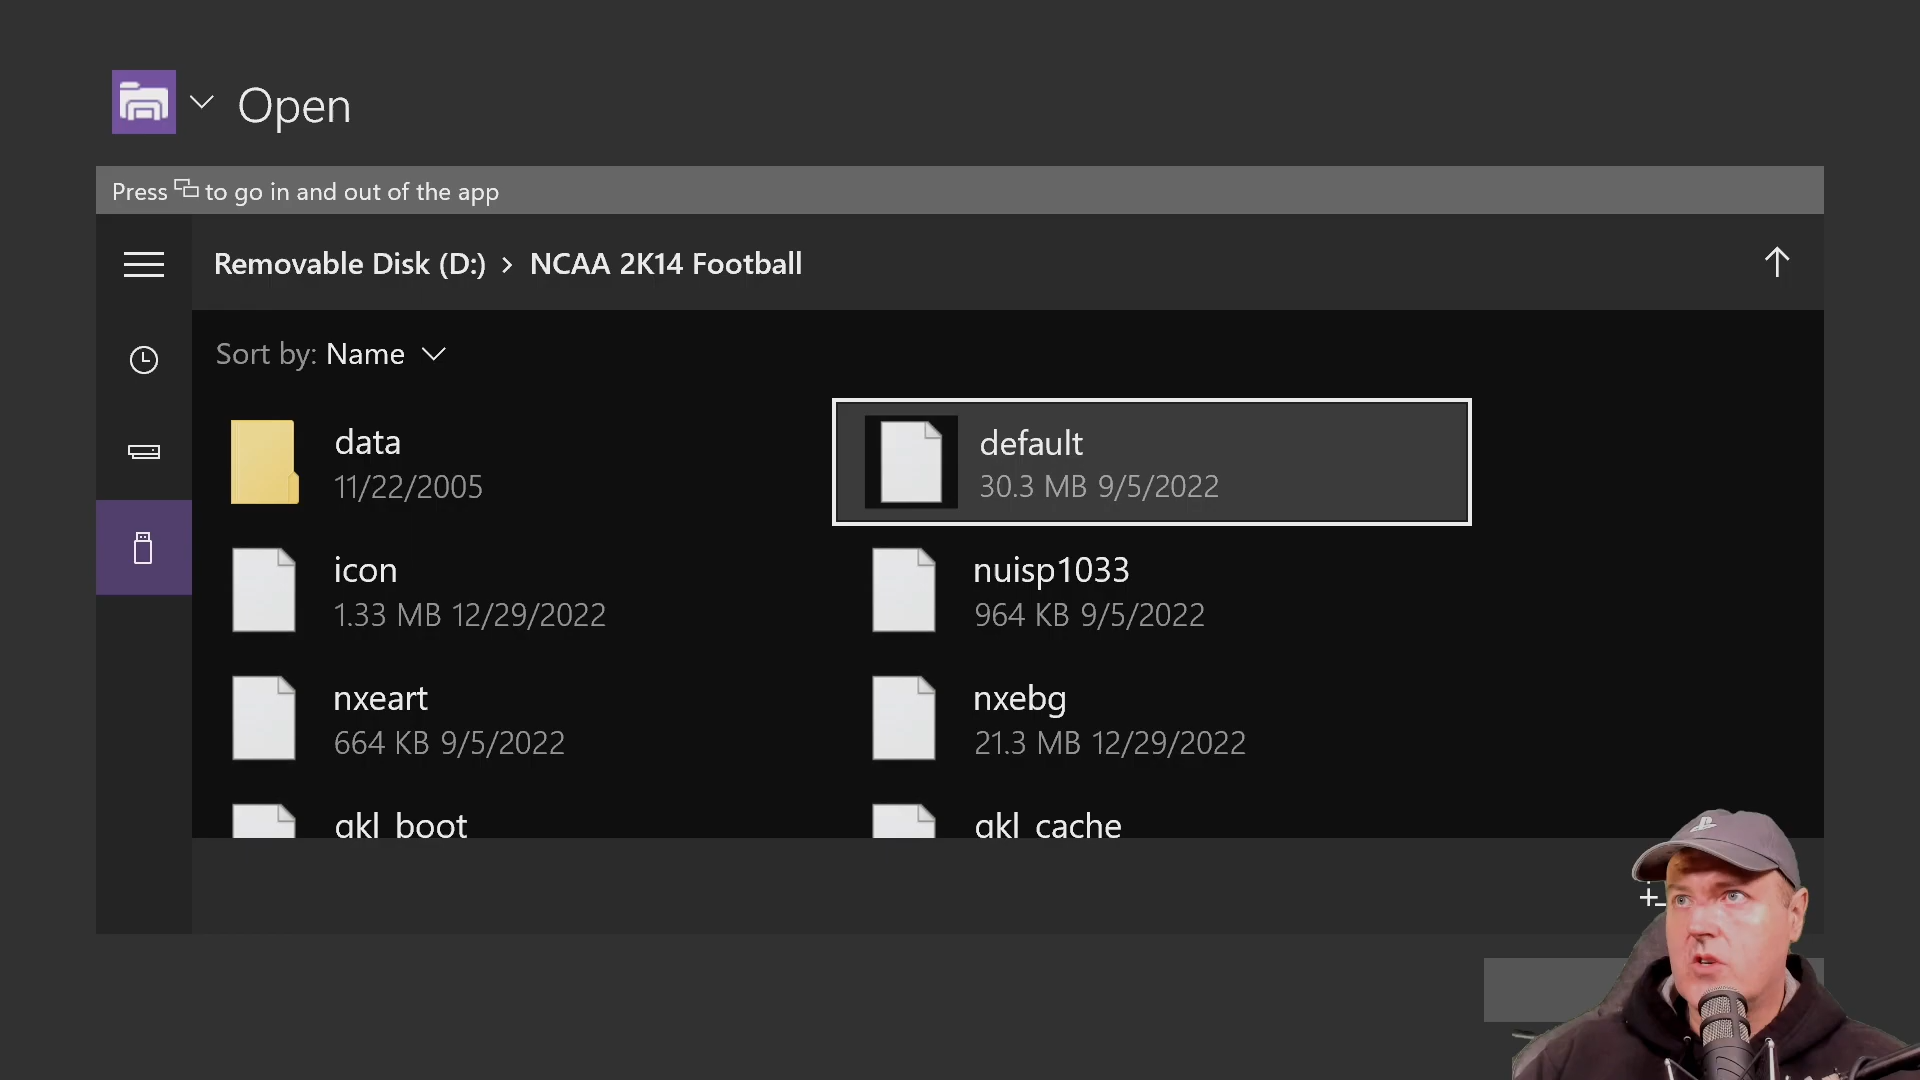 Open
Press to go in and out of the app
Removable Disk (D:) > NCAA 2K14 Football
Sort by: Name
data
11/22/2005
default
30.3 MB 9/5/2022
icon
1.33 MB 12/29/2022
nuisp1033
964 KB 9/5/2022
nxeart
664 KB 9/5/2022
nxebg
21.3 MB 12/29/2022
qkl_boot
qkl_cache